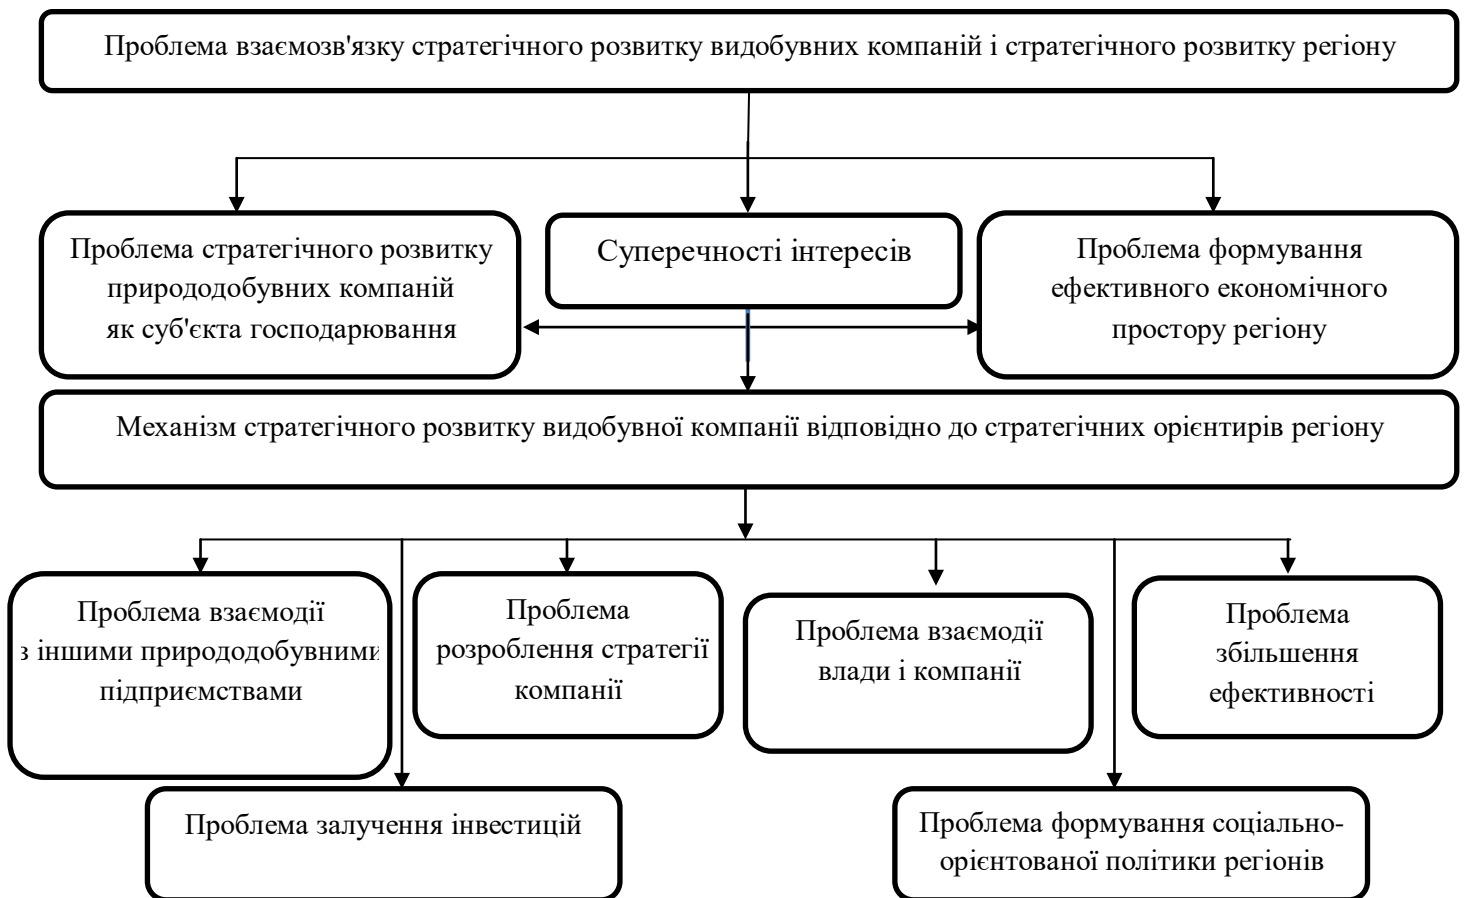 Проблема взаємозв'язку стратегічного розвитку видобувних компаній і стратегічного розвитку регіону
Проблема стратегічного розвитку
природодобувних компаній
як суб'єкта господарювання
Суперечності інтересів
Проблема формування
ефективного економічного
простору регіону
Механізм стратегічного розвитку видобувної компанії відповідно до стратегічних орієнтирів регіону
Проблема взаємодії
з іншими природодобувними
підприємствами
Проблема
розроблення стратегії
компанії
Проблема взаємодії
влади і компанії
Проблема
збільшення
ефективності
Проблема залучення інвестицій
Проблема формування соціально-
орієнтованої політики регіонів